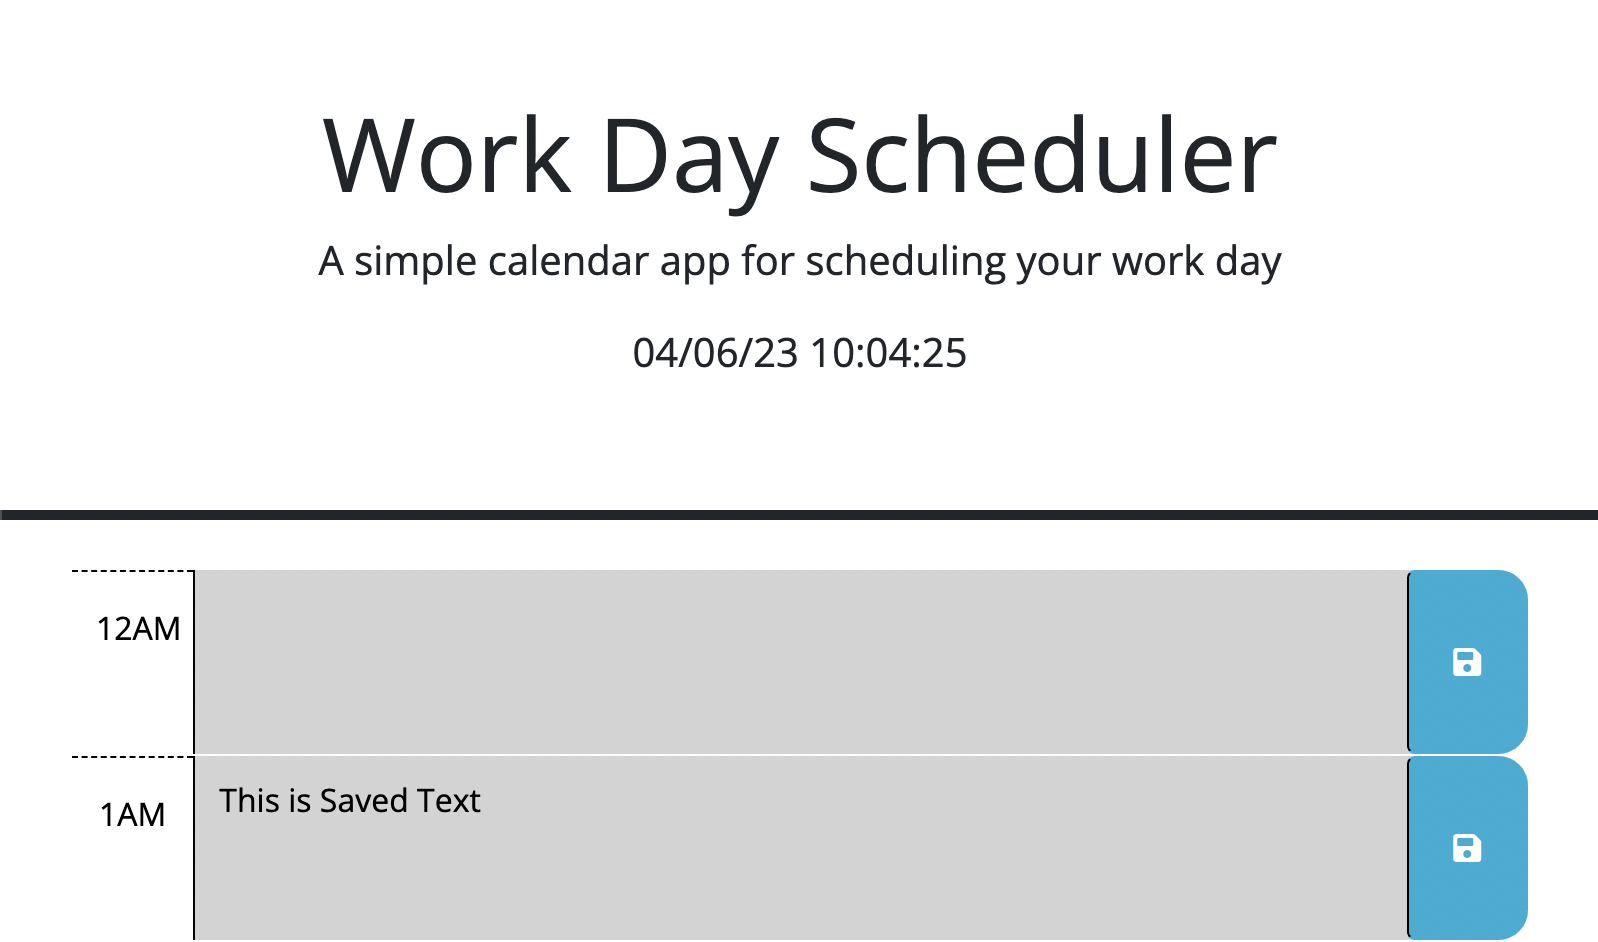 Work Day Scheduler
A simple calendar app for scheduling your work day
04/06/23 10:04:25
12AM
1AM
This is Saved Text